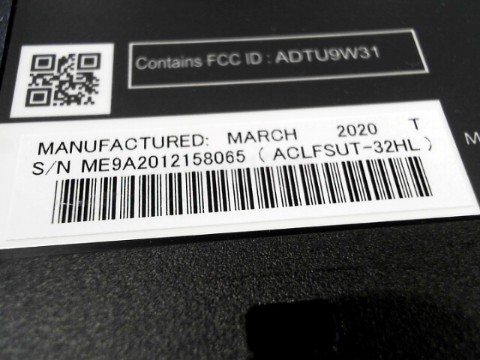 Contains FCC ID : ADTU9W31
MANUFACTURED: MARCH 2020 T
S/N ME9A2012158065 ( ACLFSUT-32HL )
M